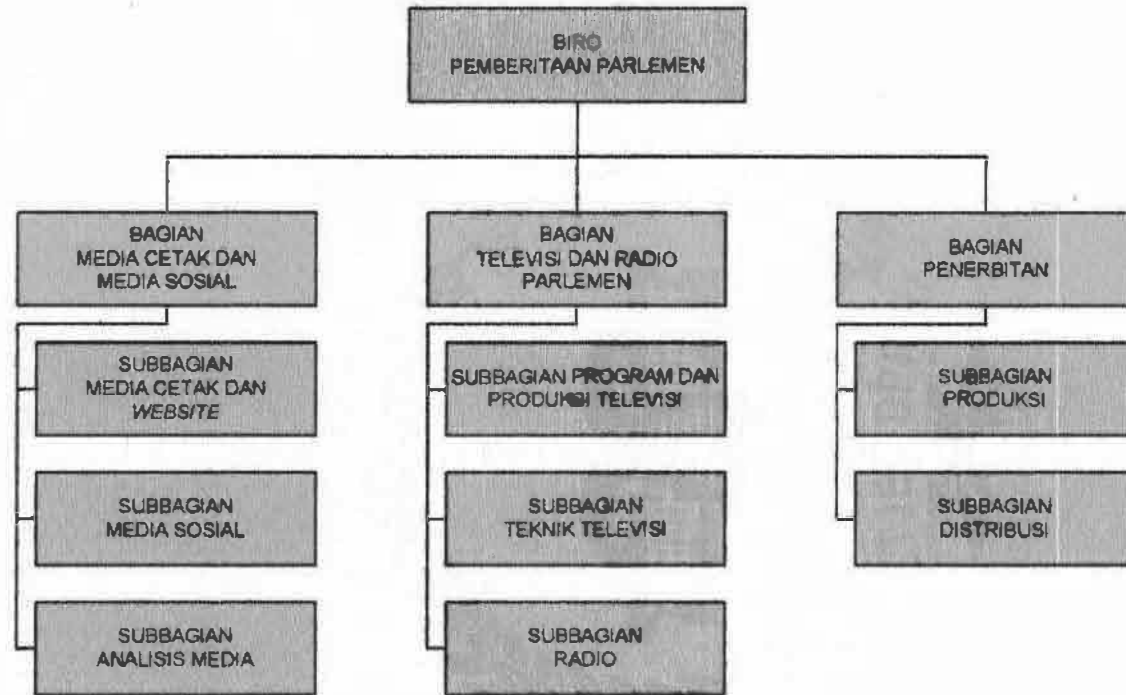 BIRO
PEMBERITAAN PARLEMEN
BAGIAN
MEDIA CETAK DAN
MEDIA SOSIAL
SUBBAGIAN
MEDIA CETAK DAN
WEBSITE
SUBBAGIAN
MEDIA SOSIAL
SUBBAGIAN
ANALISIS MEDIA
BAGIAN
TELEVISI DAN RADIO
PARLEMEN
SUBBAGIAN PROGRAM DAN
PRODUKSI TELEVISI
SUBBAGIAN
TEKNIK TELEVISI
SUBBAGIAN
RADIO
BAGIAN
PENERBITAN
SUBBAGIAN
PRODUKSI
SUBBAGIAN
DISTRIBUSI